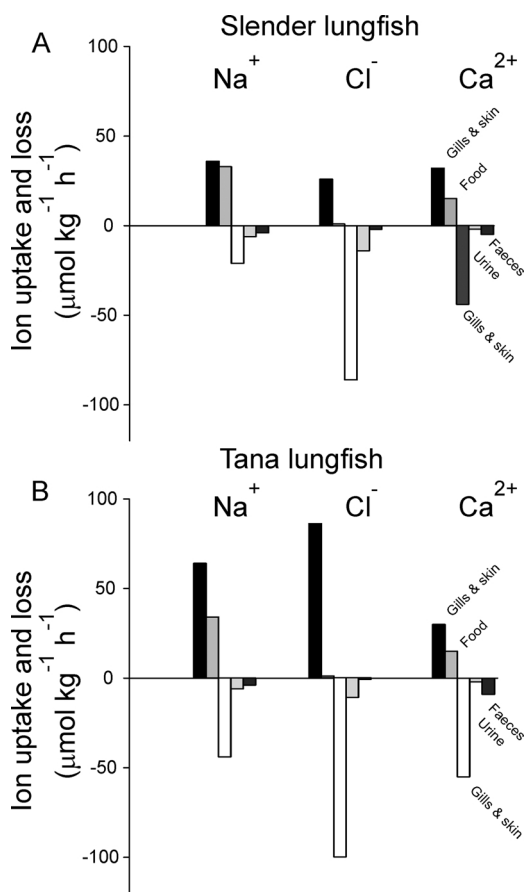 A
Slender lungfish
Na+
Cl-
Ca2+
100
50
0
-50
-100
Ion uptake and loss
(μmol kg-1 h-1)
Gills & skin
Food
Faeces
Urine
Gills & skin
B
Tana lungfish
Na+
Cl-
Ca2+
100
50
0
-50
-100
Ion uptake and loss
(μmol kg-1 h-1)
Gills & skin
Food
Faeces
Urine
Gills & skin